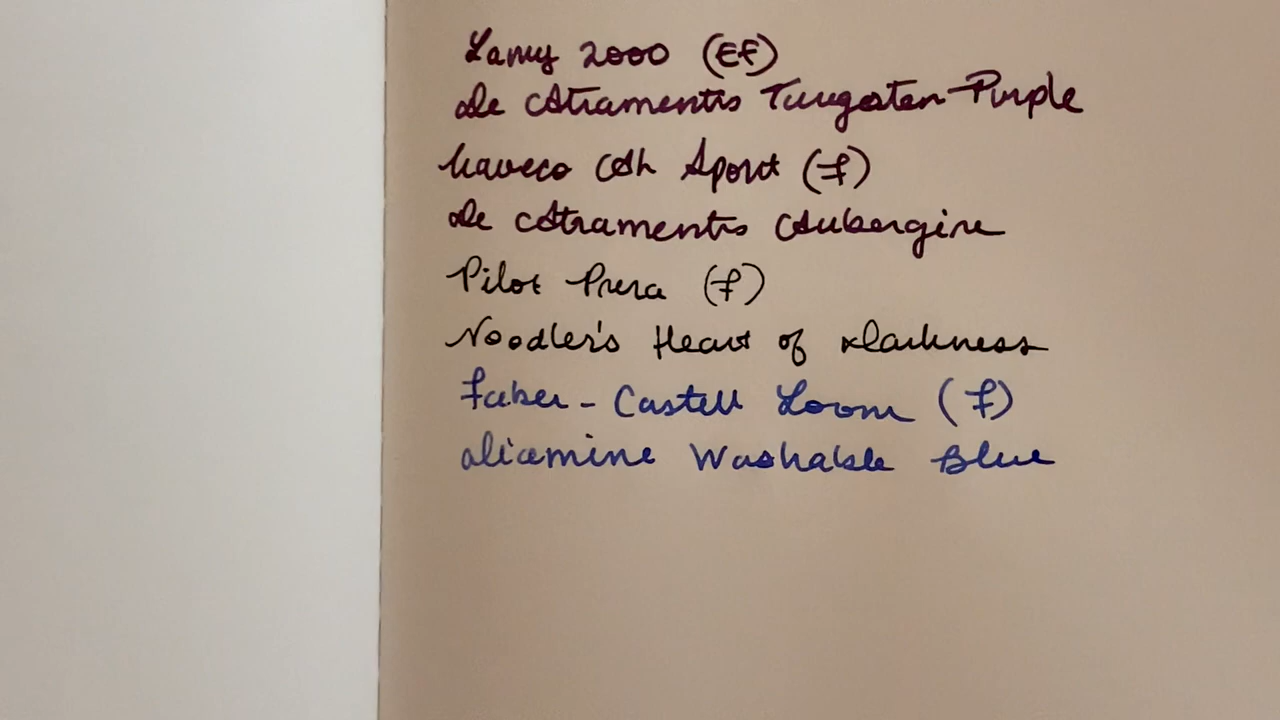 Lamy 2000 (EF)
De Atramentis Tungsten-Purple
Kaweco Art Sport (F)
De Atramentis Aubergine
Pilot Prera (F)
Noodler's Heart of Darkness
Faber-Castell Loom (F)
Diamine Washable Blue